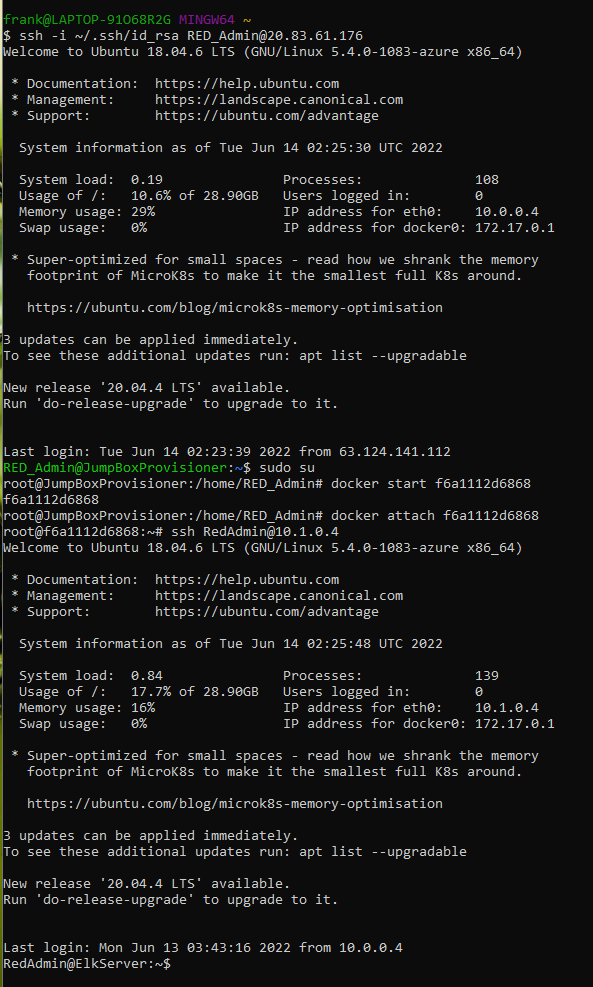 frank@LAPTOP-91O68R2G MINGW64 ~
$ ssh -i ~/.ssh/id_rsa RED_Admin@20.83.61.176
Welcome to Ubuntu 18.04.6 LTS (GNU/Linux 5.4.0-1083-azure x86_64)
 * Documentation:  https://help.ubuntu.com
 * Management:     https://landscape.canonical.com
 * Support:        https://ubuntu.com/advantage
  System information as of Tue Jun 14 02:25:30 UTC 2022
  System load:  0.19               Processes:              108
  Usage of /:   10.6% of 28.90GB   Users logged in:        0
  Memory usage: 29%                IP address for eth0:    10.0.0.4
  Swap usage:   0%                 IP address for docker0: 172.17.0.1
 * Super-optimized for small spaces - read how we shrank the memory
   footprint of MicroK8s to make it the smallest full K8s around.
   https://ubuntu.com/blog/microk8s-memory-optimisation
3 updates can be applied immediately.
To see these additional updates run: apt list --upgradable
New release '20.04.4 LTS' available.
Run 'do-release-upgrade' to upgrade to it.
Last login: Tue Jun 14 02:23:39 2022 from 63.124.141.112
RED_Admin@JumpBoxProvisioner:~$ sudo su
root@JumpBoxProvisioner:/home/RED_Admin# docker start f6a1112d6868
f6a1112d6868
root@JumpBoxProvisioner:/home/RED_Admin# docker attach f6a1112d6868
root@f6a1112d6868:~# ssh RedAdmin@10.1.0.4
Welcome to Ubuntu 18.04.6 LTS (GNU/Linux 5.4.0-1083-azure x86_64)
 * Documentation:  https://help.ubuntu.com
 * Management:     https://landscape.canonical.com
 * Support:        https://ubuntu.com/advantage
  System information as of Tue Jun 14 02:25:48 UTC 2022
  System load:  0.84               Processes:              139
  Usage of /:   17.7% of 28.90GB   Users logged in:        0
  Memory usage: 16%                IP address for eth0:    10.1.0.4
  Swap usage:   0%                 IP address for docker0: 172.17.0.1
 * Super-optimized for small spaces - read how we shrank the memory
   footprint of MicroK8s to make it the smallest full K8s around.
   https://ubuntu.com/blog/microk8s-memory-optimisation
3 updates can be applied immediately.
To see these additional updates run: apt list --upgradable
New release '20.04.4 LTS' available.
Run 'do-release-upgrade' to upgrade to it.
Last login: Mon Jun 13 03:43:16 2022 from 10.0.0.4
RedAdmin@ElkServer:~$